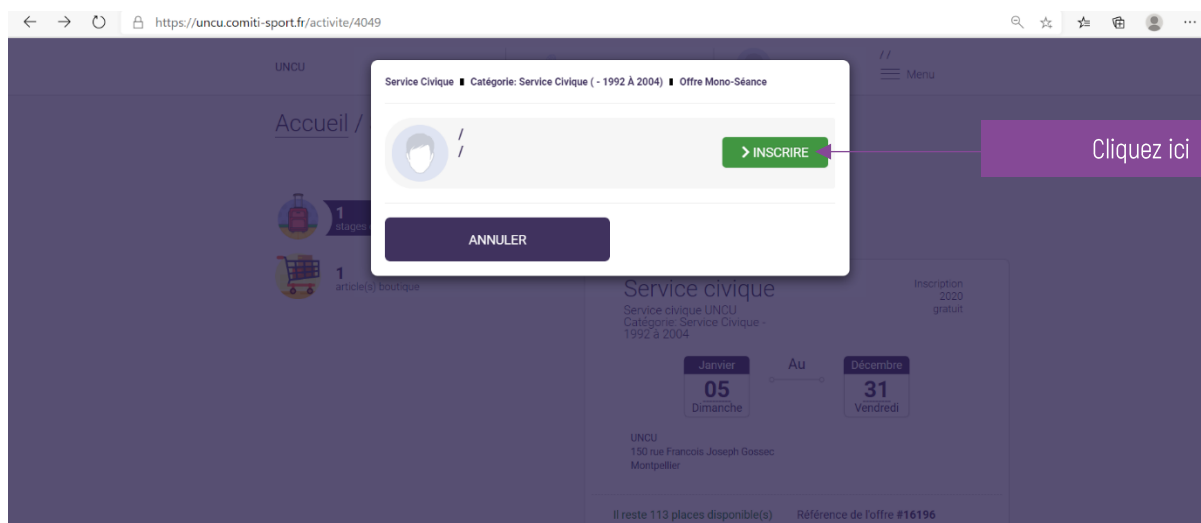 https://uncu.comiti-sport.fr/activite/4049
UNCU
//
Menu
Accueil /
Service Civique Catégorie: Service Civique ( - 1992 À 2004) Offre Mono-Séance
/
/
INSCRIRE
Cliquez ici
ANNULER
1
stages
1
article(s) boutique
Service civique
Service civique UNCU
Catégorie: Service Civique -
1992 à 2004
Inscription
2020
gratuit
Janvier
05
Dimanche
Au
Décembre
31
Vendredi
UNCU
150 rue Francois Joseph Gossec
Montpellier
Il reste 113 places disponible(s) Référence de l'offre #16196